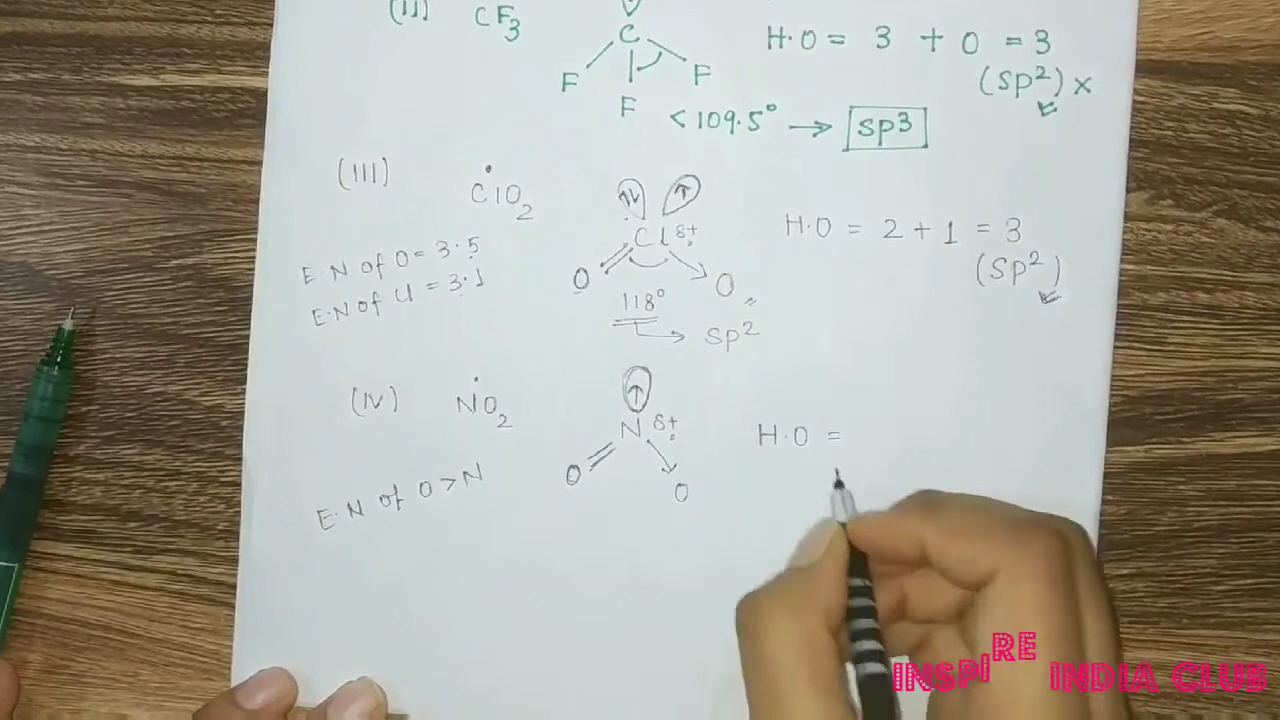 (II) CF3
C
F F
F
H.O = 3 + 0 = 3
(sp²) ×
< 109.5° → sp3
(III) ClO2
Cl δ+
O O
118°
sp²
E.N of O = 3.5
E.N of Cl = 3.1
H.O = 2 + 1 = 3
(sp²)
(IV) NO2
N δ+
O O
E.N of O > N
H.O =
INSPIRE INDIA CLUB